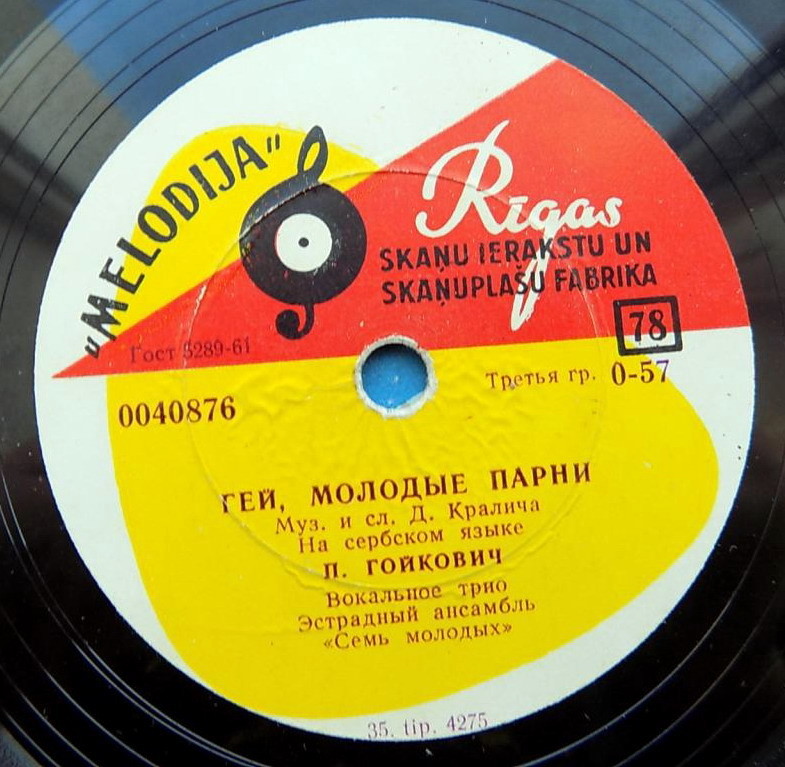 "MELODIJA"
Rīgas
SKAŅU IERAKSTU UN
SKAŅUPLAŠU FABRIKA
78
Гост 5289-61
0040876
Третья гр. 0-57
ГЕЙ, МОЛОДЫЕ ПАРНИ
Муз. и сл. Д. Кралича
На сербском языке
П. ГОЙКОВИЧ
Вокальное трио
Эстрадный ансамбль
«Семь молодых»
35. tip. 4275